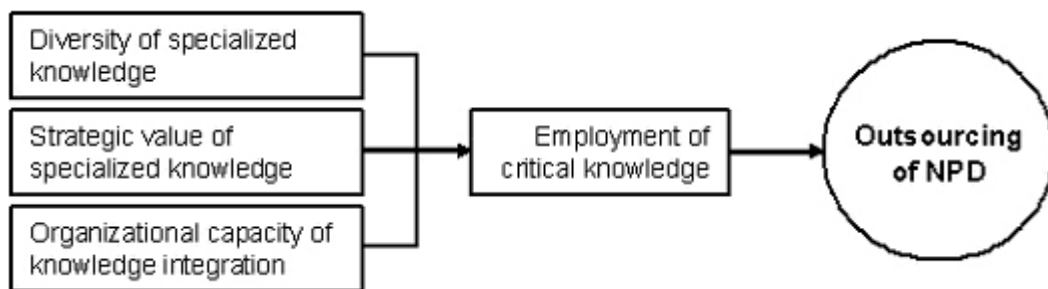 Diversity of specialized
knowledge
Strategic value of
specialized knowledge
Organizational capacity of
knowledge integration
Employment of
critical knowledge
Outsourcing
of NPD